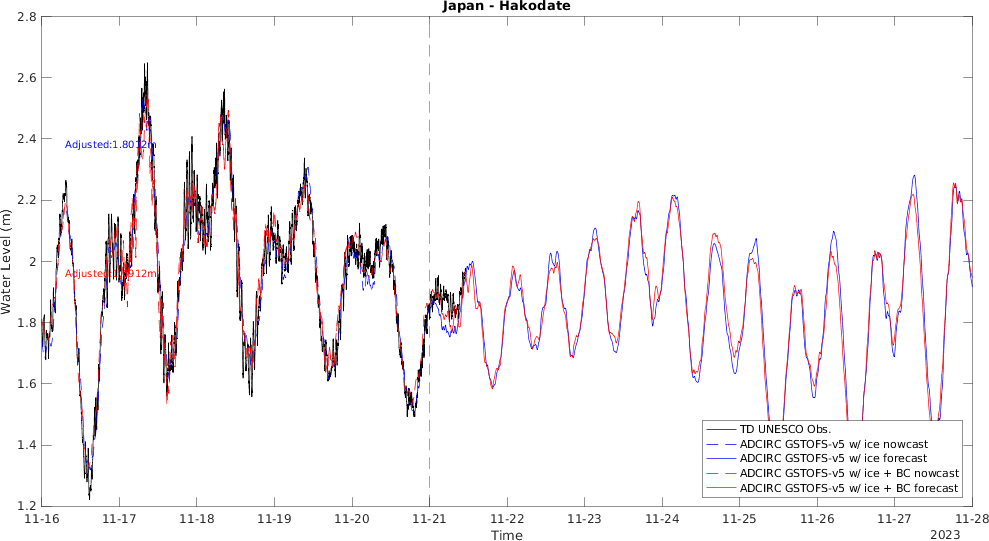 Japan - Hakodate
2.8
2.6
2.4
2.2
2
1.8
1.6
1.4
1.2
Water Level (m)
Adjusted:1.8012m
912m
11-16
11-17
11-18
11-19
11-20
11-21
11-22
11-23
11-24
11-25
11-26
11-27
11-28
Time
2023
TD UNESCO Obs.
ADCIRC GSTOFS-v5 w/ ice nowcast
ADCIRC GSTOFS-v5 w/ ice forecast
ADCIRC GSTOFS-v5 w/ ice + BC nowcast
ADCIRC GSTOFS-v5 w/ ice + BC forecast